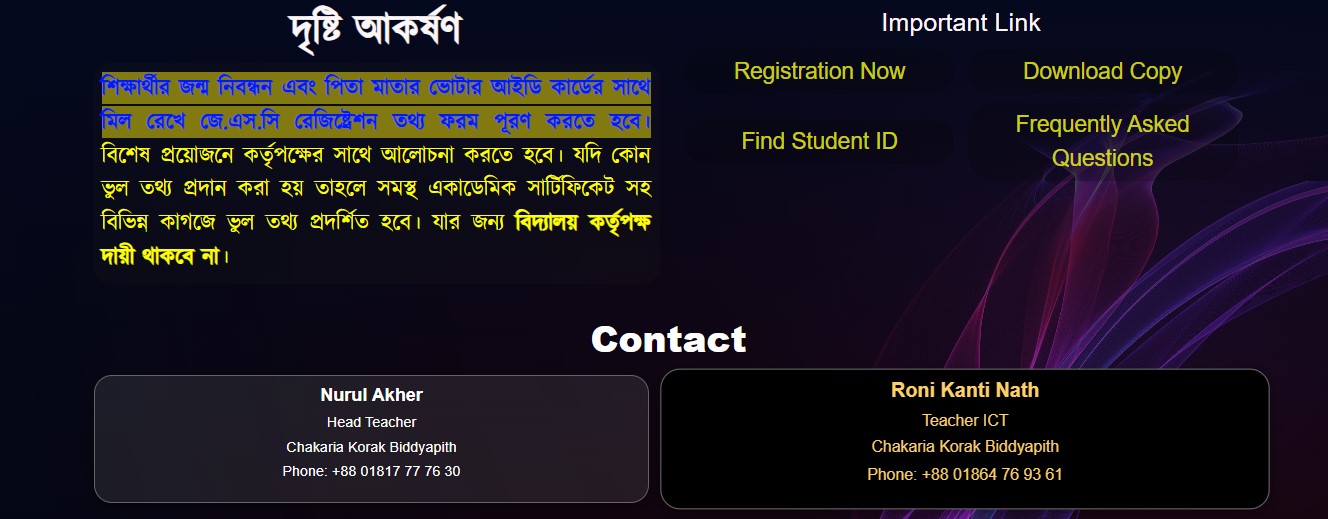 দৃষ্টি আকর্ষণ
শিক্ষার্থীর জন্ম নিবন্ধন এবং পিতা মাতার ভোটার আইডি কার্ডের সাথে
মিল রেখে জে.এস.সি রেজিষ্ট্রেশন তথ্য ফরম পূরণ করতে হবে।
বিশেষ প্রয়োজনে কর্তৃপক্ষের সাথে আলোচনা করতে হবে। যদি কোন
ভুল তথ্য প্রদান করা হয় তাহলে সমস্থ একাডেমিক সার্টিফিকেট সহ
বিভিন্ন কাগজে ভুল তথ্য প্রদর্শিত হবে। যার জন্য বিদ্যালয় কর্তৃপক্ষ
দায়ী থাকবে না।
Important Link
Registration Now
Download Copy
Find Student ID
Frequently Asked
Questions
Contact
Nurul Akher
Head Teacher
Chakaria Korak Biddyapith
Phone: +88 01817 77 76 30
Roni Kanti Nath
Teacher ICT
Chakaria Korak Biddyapith
Phone: +88 01864 76 93 61